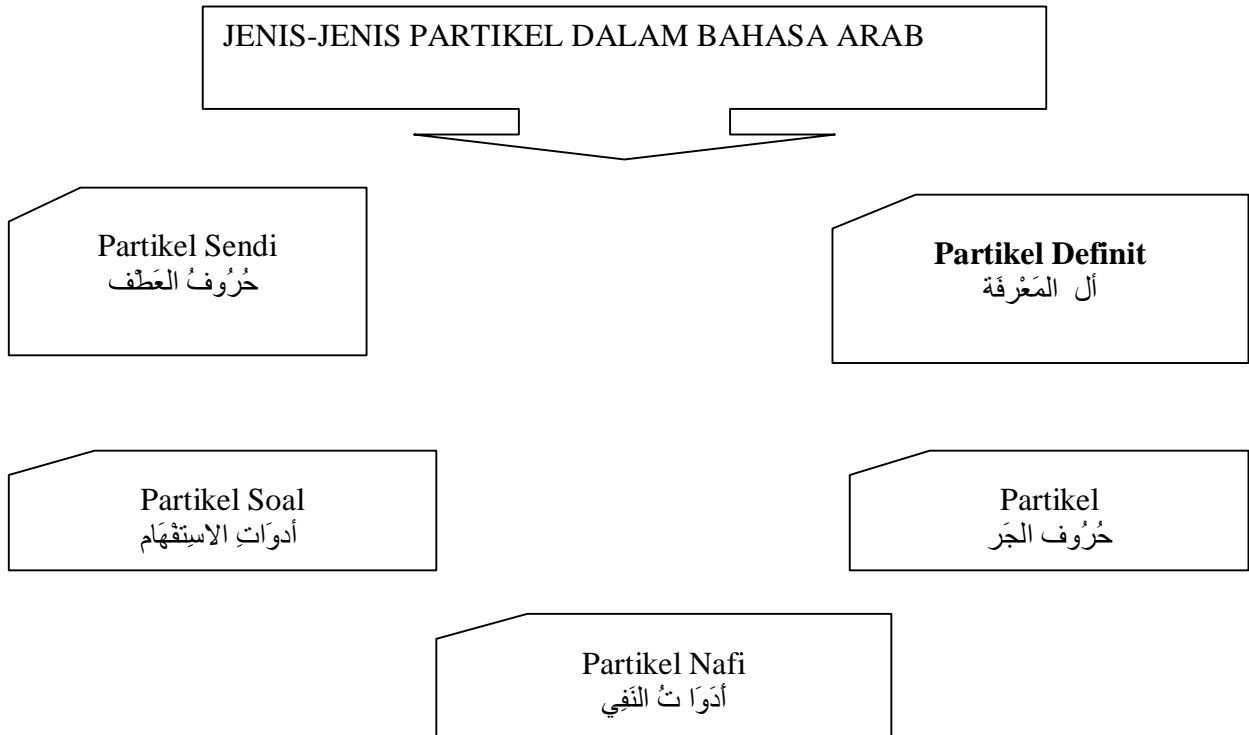 JENIS-JENIS PARTIKEL DALAM BAHASA ARAB
Partikel Sendi
حُرُوفُ العَطْف
Partikel Definit
أل المَعْرِفَة
Partikel Soal
أدوَاتِ الاسِتِفْهَام
Partikel
حُرُوف الجَر
Partikel Nafi
أدَوَا تُ النَفِي